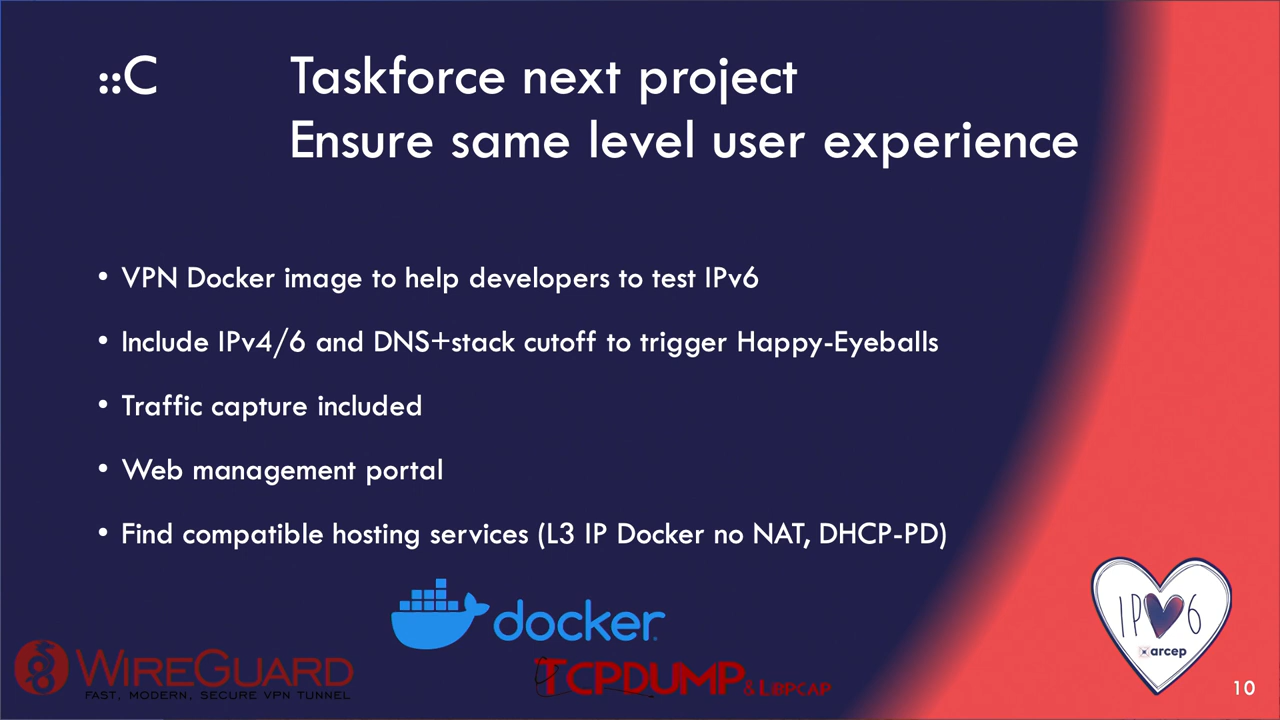 ::C
Taskforce next project
Ensure same level user experience
• VPN Docker image to help developers to test IPv6
• Include IPv4/6 and DNS+stack cutoff to trigger Happy-Eyeballs
• Traffic capture included
• Web management portal
• Find compatible hosting services (L3 IP Docker no NAT, DHCP-PD)
docker
WIREGUARD
FAST, MODERN, SECURE VPN TUNNEL
TCPDUMP & LIBPCAP
IPV6
arcep
10